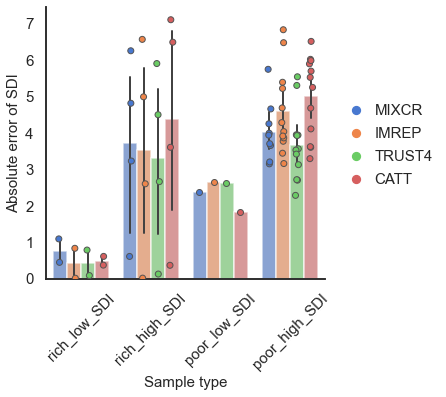 Absolute error of SDI
7
6
5
4
3
2
1
0
rich_low_SDI
rich_high_SDI
poor_low_SDI
poor_high_SDI
Sample type
MIXCR
IMREP
TRUST4
CATT